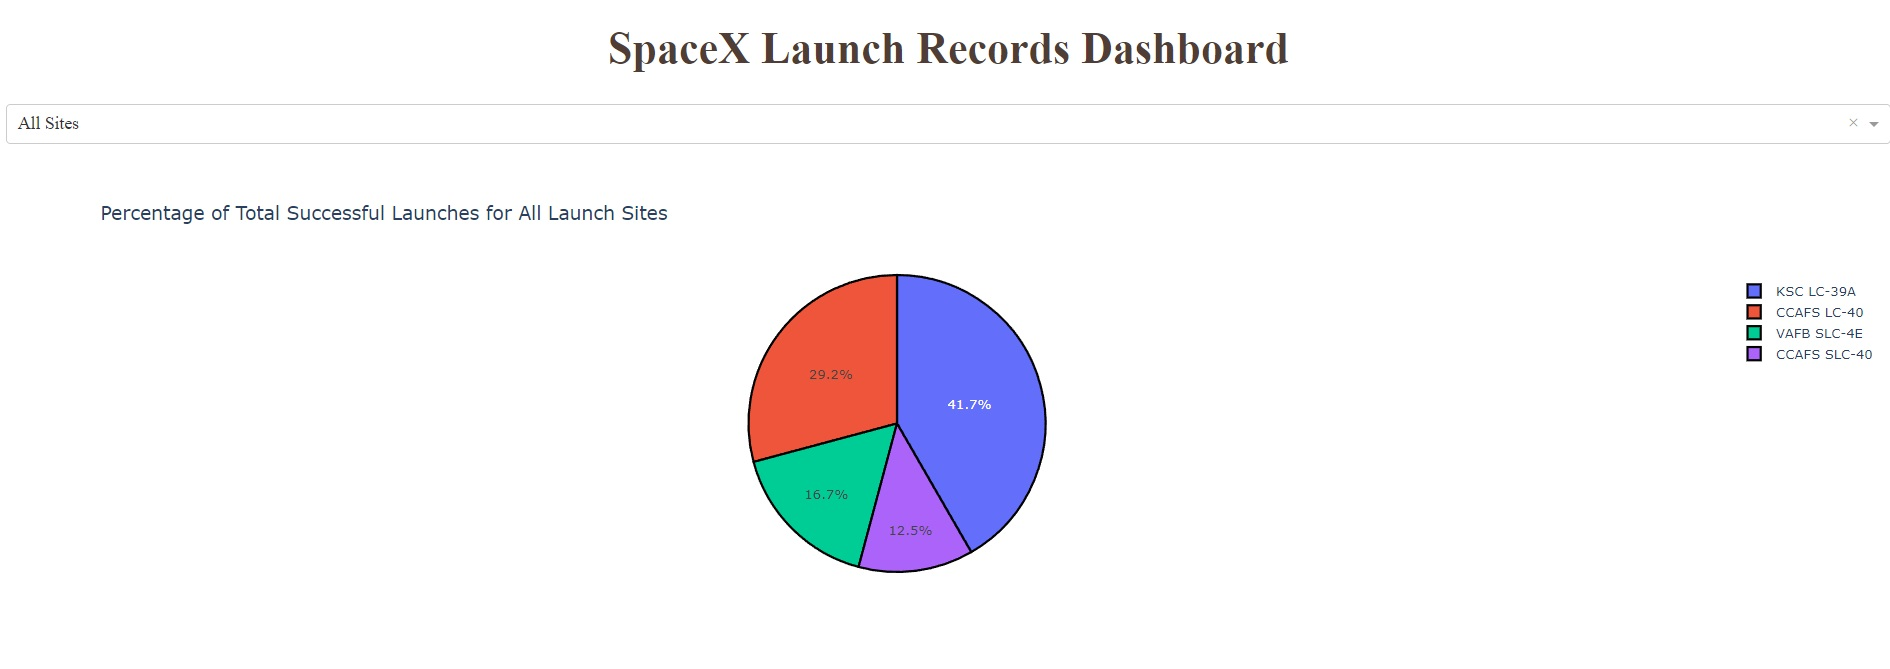 SpaceX Launch Records Dashboard
All Sites
Percentage of Total Successful Launches for All Launch Sites
KSC LC-39A
CCAFS LC-40
VAFB SLC-4E
CCAFS SLC-40
29.2%
41.7%
16.7%
12.5%